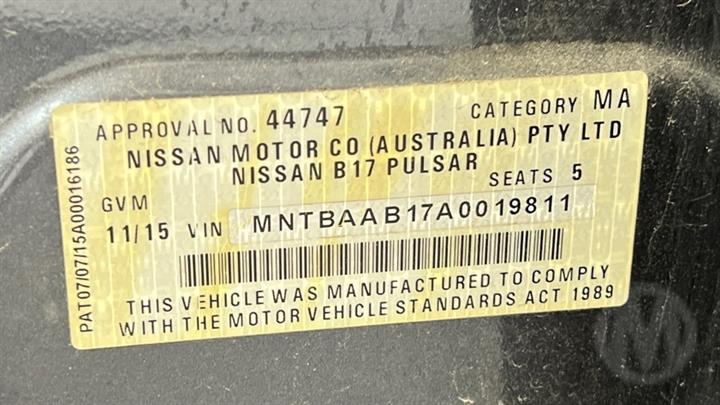 APPROVAL NO. 44747 CATEGORY MA
NISSAN MOTOR CO (AUSTRALIA) PTY LTD
NISSAN B17 PULSAR
GVM SEATS 5
11/15 VIN MNTBAAB17A0019811
THIS VEHICLE WAS MANUFACTURED TO COMPLY
WITH THE MOTOR VEHICLE STANDARDS ACT 1989
PAT07/07/15A00016186
M